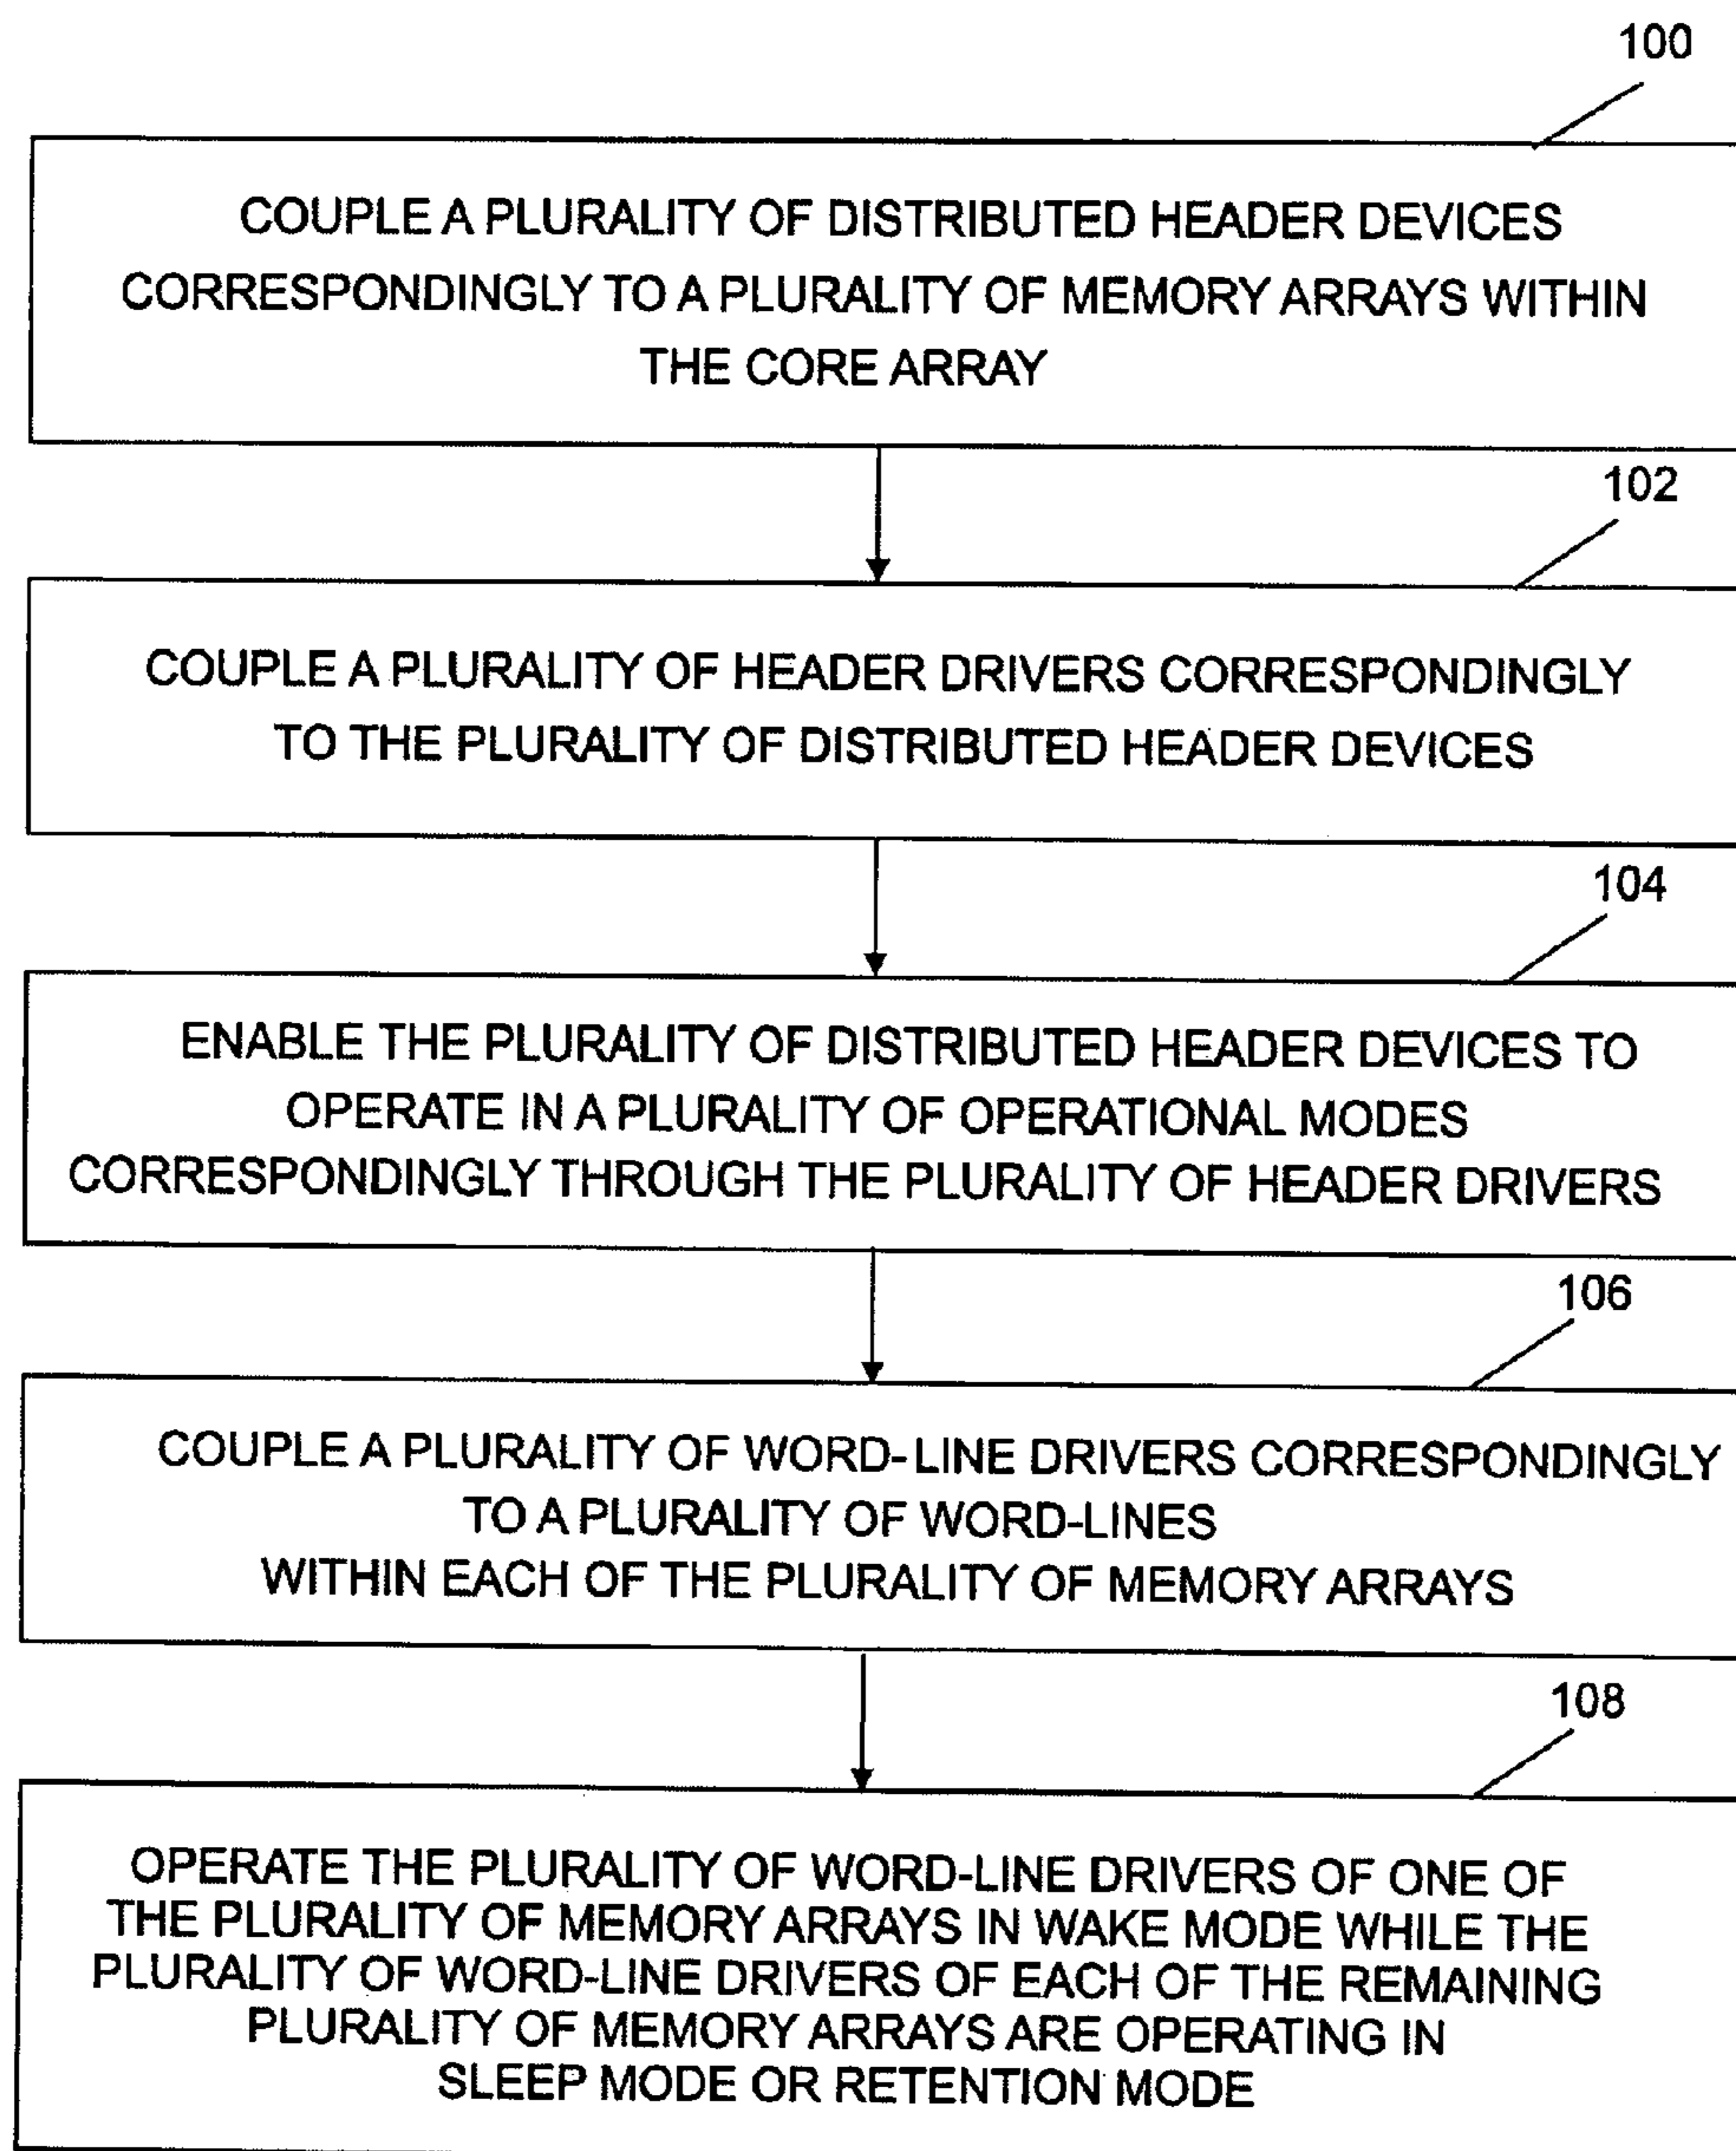 100
COUPLE A PLURALITY OF DISTRIBUTED HEADER DEVICES
CORRESPONDINGLY TO A PLURALITY OF MEMORY ARRAYS WITHIN
THE CORE ARRAY
102
COUPLE A PLURALITY OF HEADER DRIVERS CORRESPONDINGLY
TO THE PLURALITY OF DISTRIBUTED HEADER DEVICES
104
ENABLE THE PLURALITY OF DISTRIBUTED HEADER DEVICES TO
OPERATE IN A PLURALITY OF OPERATIONAL MODES
CORRESPONDINGLY THROUGH THE PLURALITY OF HEADER DRIVERS
106
COUPLE A PLURALITY OF WORD-LINE DRIVERS CORRESPONDINGLY
TO A PLURALITY OF WORD-LINES
WITHIN EACH OF THE PLURALITY OF MEMORY ARRAYS
108
OPERATE THE PLURALITY OF WORD-LINE DRIVERS OF ONE OF
THE PLURALITY OF MEMORY ARRAYS IN WAKE MODE WHILE THE
PLURALITY OF WORD-LINE DRIVERS OF EACH OF THE REMAINING
PLURALITY OF MEMORY ARRAYS ARE OPERATING IN
SLEEP MODE OR RETENTION MODE